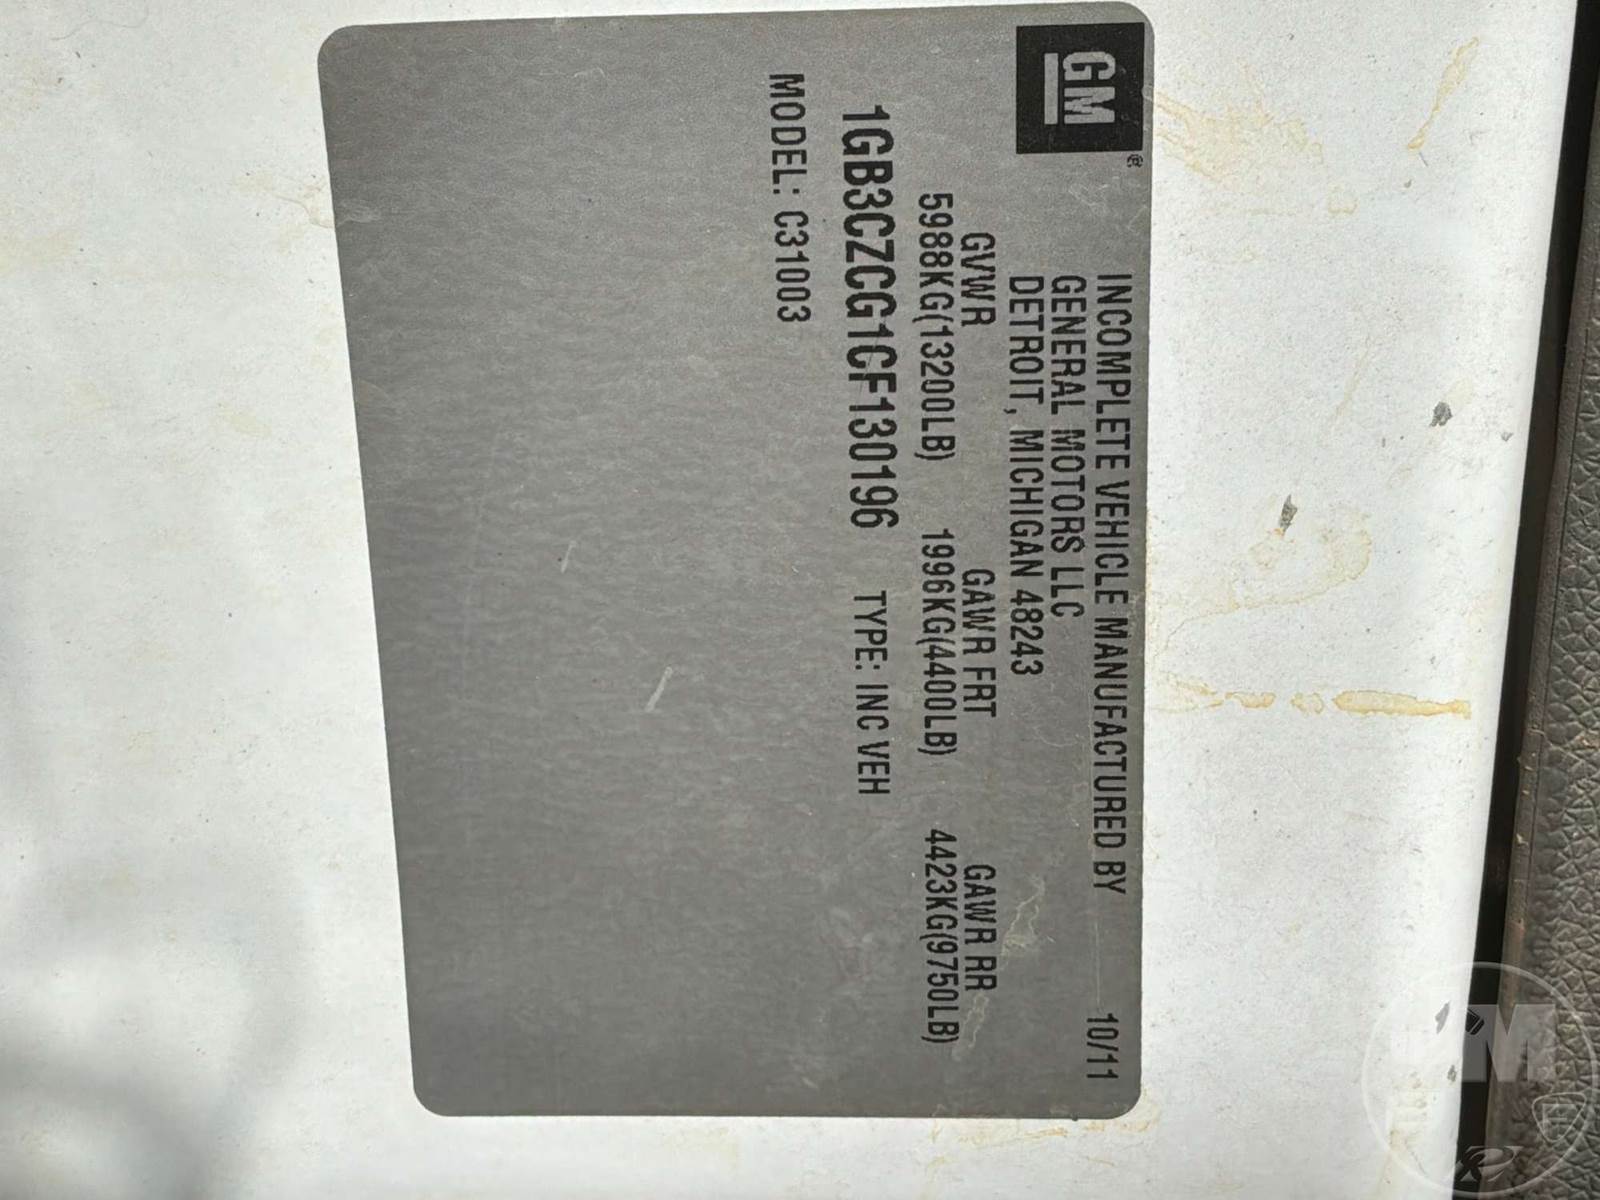 GM®
INCOMPLETE VEHICLE MANUFACTURED BY 10/11
GENERAL MOTORS LLC
DETROIT, MICHIGAN 48243
GVWR GAWR FRT GAWR RR
5988KG(13200LB) 1996KG(4400LB) 4423KG(9750LB)
1GB3CZCG1CF130196 TYPE: INC VEH
MODEL: C31003